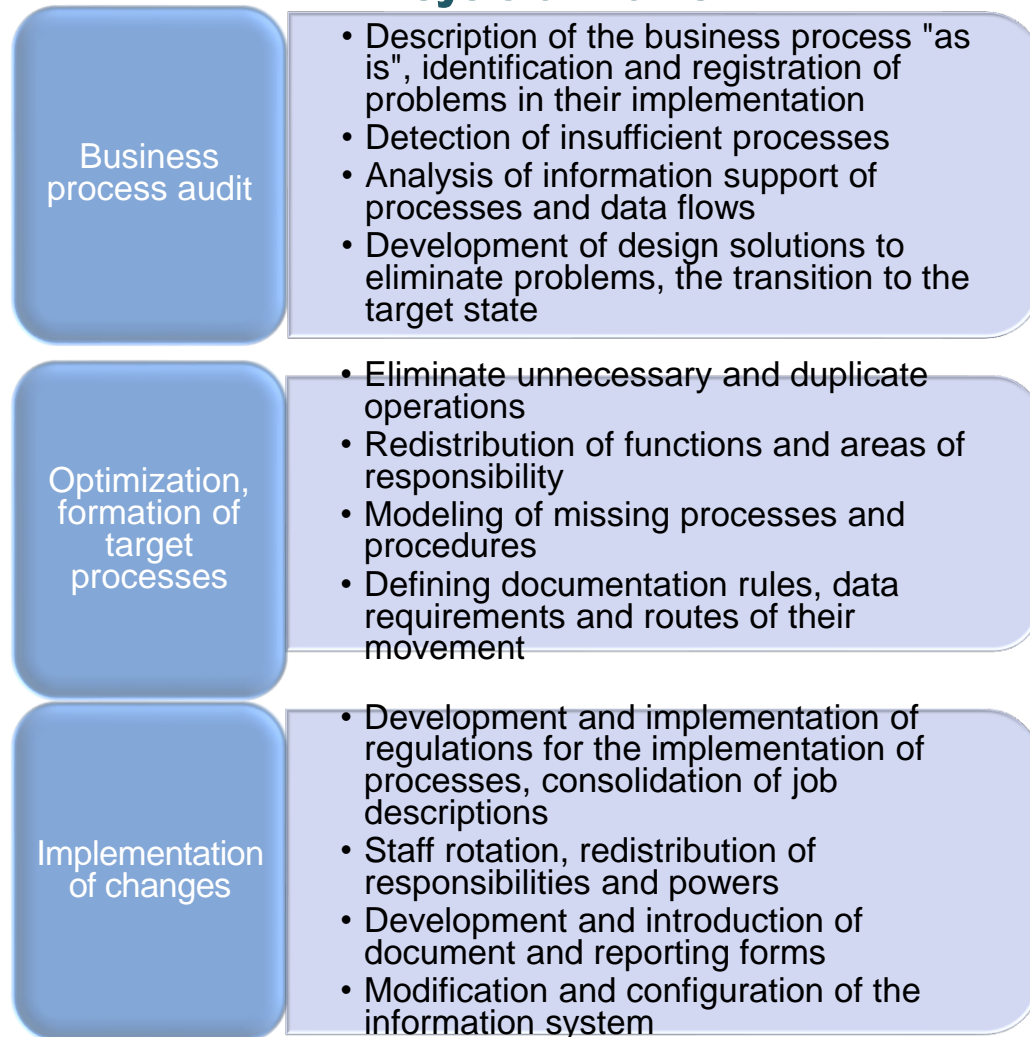 Business
process audit
• Description of the business process "as
is", identification and registration of
problems in their implementation
• Detection of insufficient processes
• Analysis of information support of
processes and data flows
• Development of design solutions to
eliminate problems, the transition to the
target state
Optimization,
formation of
target
processes
• Eliminate unnecessary and duplicate
operations
• Redistribution of functions and areas of
responsibility
• Modeling of missing processes and
procedures
• Defining documentation rules, data
requirements and routes of their
movement
Implementation
of changes
• Development and implementation of
regulations for the implementation of
processes, consolidation of job
descriptions
• Staff rotation, redistribution of
responsibilities and powers
• Development and introduction of
document and reporting forms
• Modification and configuration of the
information system